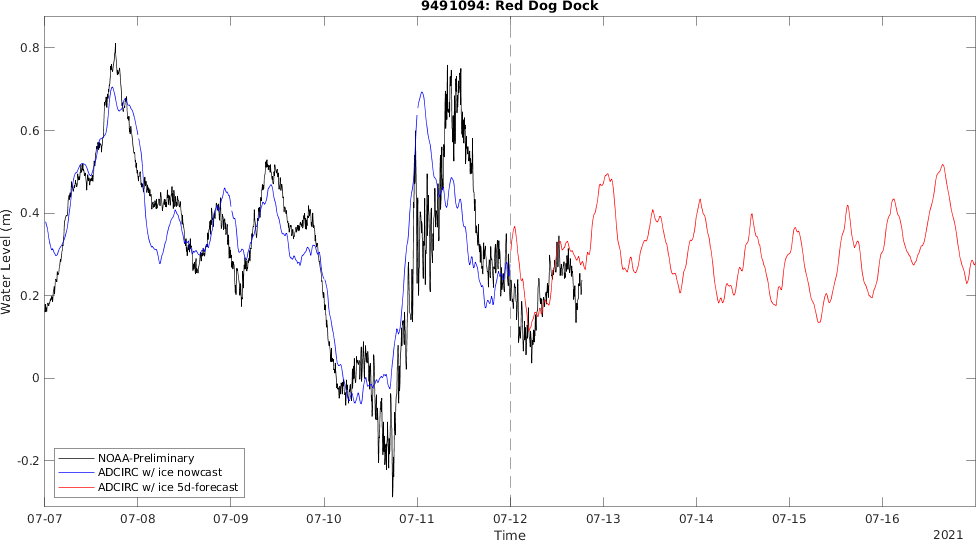 9491094: Red Dog Dock
Water Level (m)
0.8
0.6
0.4
0.2
0
-0.2
NOAA-Preliminary
ADCIRC w/ ice nowcast
ADCIRC w/ ice 5d-forecast
07-07 07-08 07-09 07-10 07-11 07-12 07-13 07-14 07-15 07-16
Time
2021